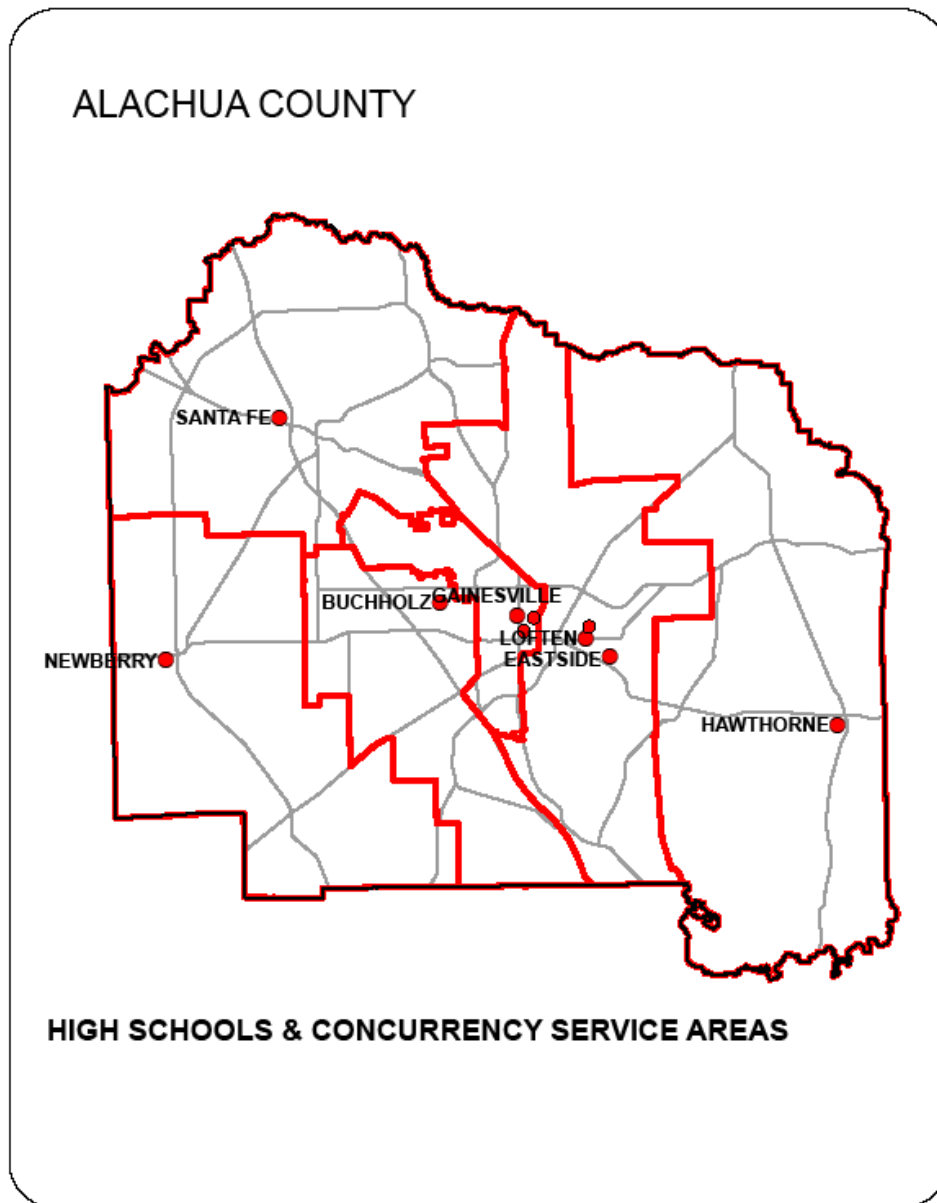 ALACHUA COUNTY
SANTA FE
BUCHHOLZ
GAINESVILLE
LOFTEN
EASTSIDE
NEWBERRY
HAWTHORNE
HIGH SCHOOLS & CONCURRENCY SERVICE AREAS